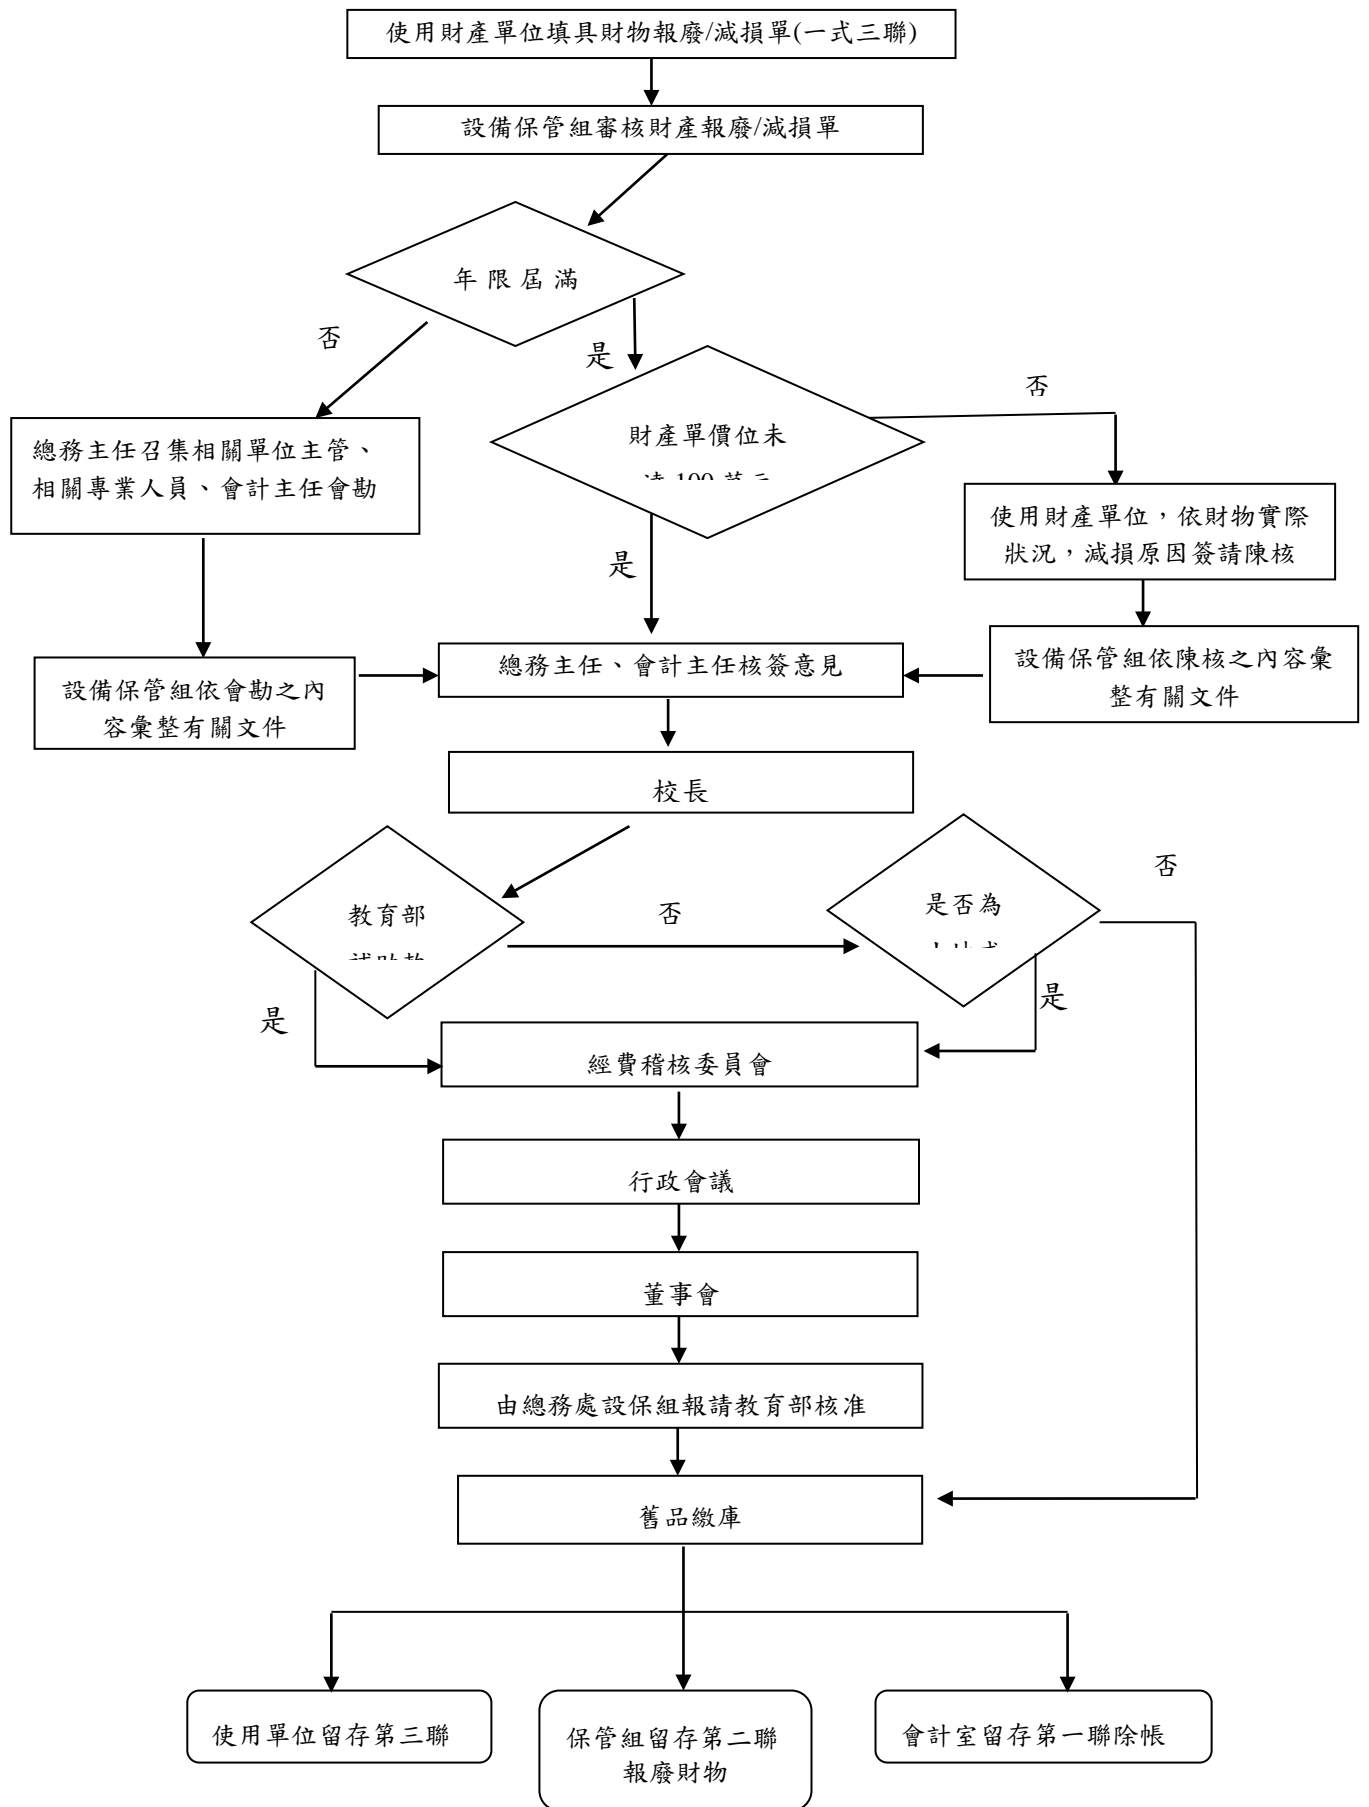 使用財產單位填具財物報廢/減損單(一式三聯)
設備保管組審核財產報廢/減損單
年限屆滿
否
是
否
總務主任召集相關單位主管、
相關專業人員、會計主任會勘
財產單價位未
100
使用財產單位，依財物實際
狀況，減損原因簽請陳核
是
總務主任、會計主任核簽意見
設備保管組依會勘之內
容彙整有關文件
設備保管組依陳核之內容彙
整有關文件
校長
教育部
否
是否為
否
是
是
經費稽核委員會
行政會議
董事會
由總務處設保組報請教育部核准
舊品繳庫
使用單位留存第三聯
保管組留存第二聯
報廢財物
會計室留存第一聯除帳